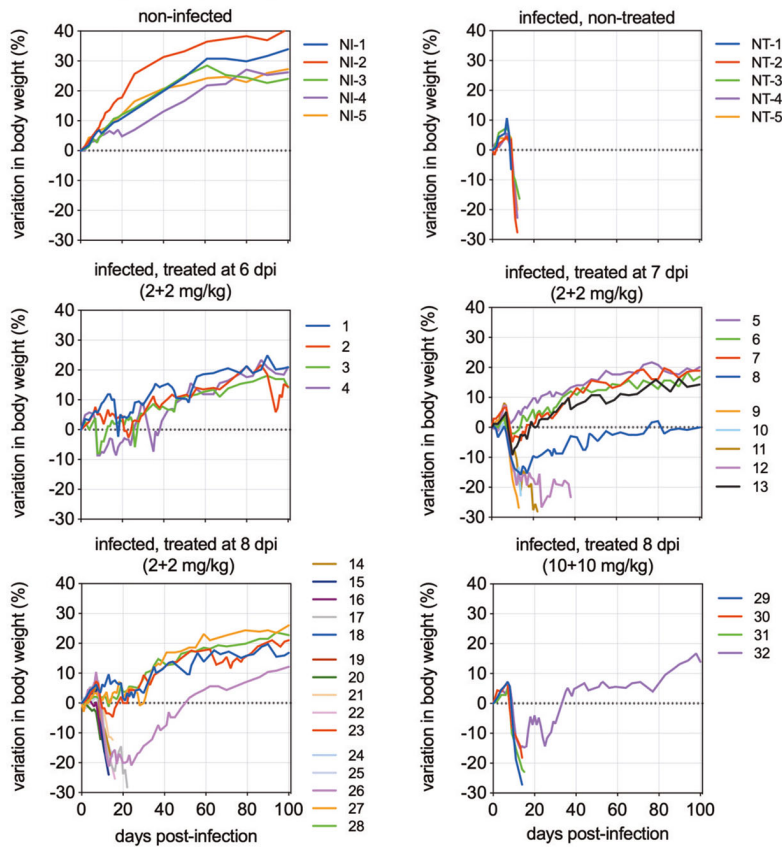 non-infected
variation in body weight (%)
40
30
20
10
0
-10
-20
-30
NI-1
NI-2
NI-3
NI-4
NI-5
infected, non-treated
variation in body weight (%)
40
30
20
10
0
-10
-20
-30
NT-1
NT-2
NT-3
NT-4
NT-5
infected, treated at 6 dpi
(2+2 mg/kg)
variation in body weight (%)
40
30
20
10
0
-10
-20
-30
1
2
3
4
infected, treated at 7 dpi
(2+2 mg/kg)
variation in body weight (%)
40
30
20
10
0
-10
-20
-30
5
6
7
8
9
10
11
12
13
infected, treated at 8 dpi
(2+2 mg/kg)
variation in body weight (%)
40
30
20
10
0
-10
-20
-30
0 20 40 60 80 100
days post-infection
14
15
16
17
18
19
20
21
22
23
24
25
26
27
28
infected, treated 8 dpi
(10+10 mg/kg)
variation in body weight (%)
40
30
20
10
0
-10
-20
-30
0 20 40 60 80 100
days post-infection
29
30
31
32